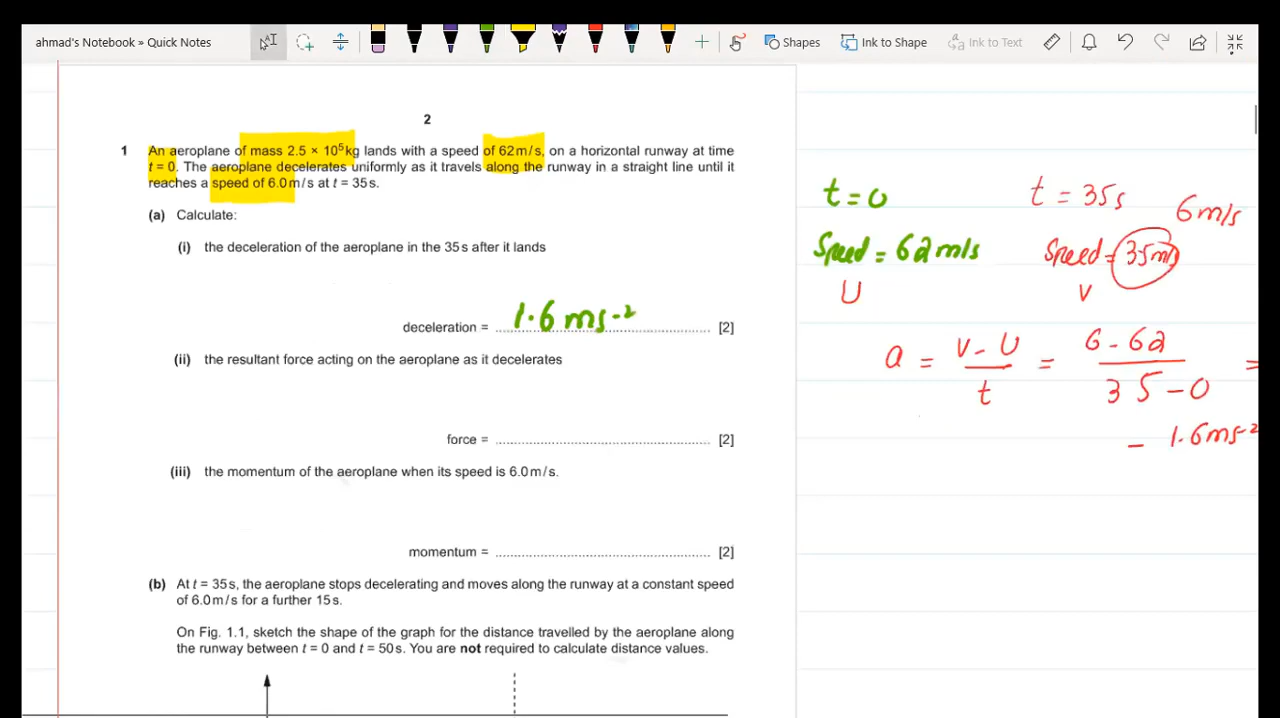 ahmad's Notebook » Quick Notes
Shapes
Ink to Shape
Ink to Text
2
1 An aeroplane of mass 2.5 × 10⁵ kg lands with a speed of 62 m/s, on a horizontal runway at time
t = 0. The aeroplane decelerates uniformly as it travels along the runway in a straight line until it
reaches a speed of 6.0 m/s at t = 35 s.
(a) Calculate:
(i) the deceleration of the aeroplane in the 35 s after it lands
deceleration = 1.6 ms⁻² [2]
(ii) the resultant force acting on the aeroplane as it decelerates
force = [2]
(iii) the momentum of the aeroplane when its speed is 6.0 m/s.
momentum = [2]
(b) At t = 35 s, the aeroplane stops decelerating and moves along the runway at a constant speed
of 6.0 m/s for a further 15 s.
On Fig. 1.1, sketch the shape of the graph for the distance travelled by the aeroplane along
the runway between t = 0 and t = 50 s. You are not required to calculate distance values.
t = 0
Speed = 62 m/s
U
t = 35s
6 m/s
Speed = 35 m/s
V
a = V - U / t = 6 - 62 / 35 - 0 =
- 1.6 ms⁻²